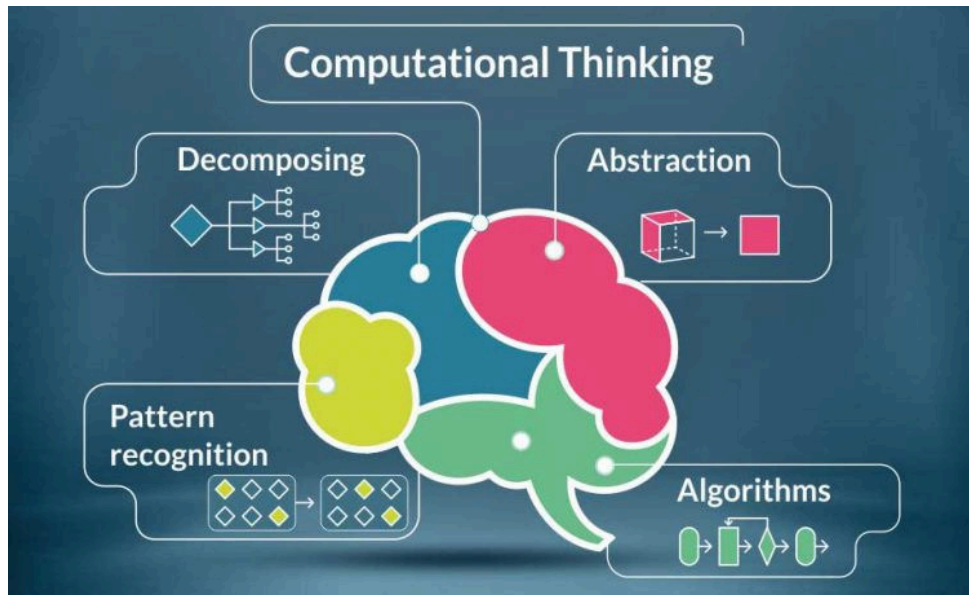 Computational Thinking
Decomposing
Abstraction
Pattern
recognition
Algorithms